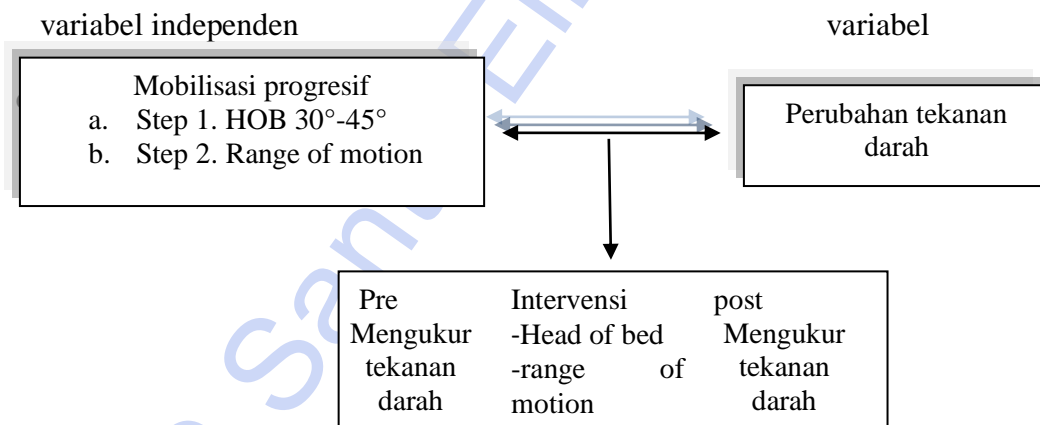 variabel independen
variabel
Mobilisasi progresif
a. Step 1. HOB 30°-45°
b. Step 2. Range of motion
Perubahan tekanan
darah
Pre Intervensi post
Mengukur -Head of bed Mengukur
tekanan -range of tekanan
darah motion darah